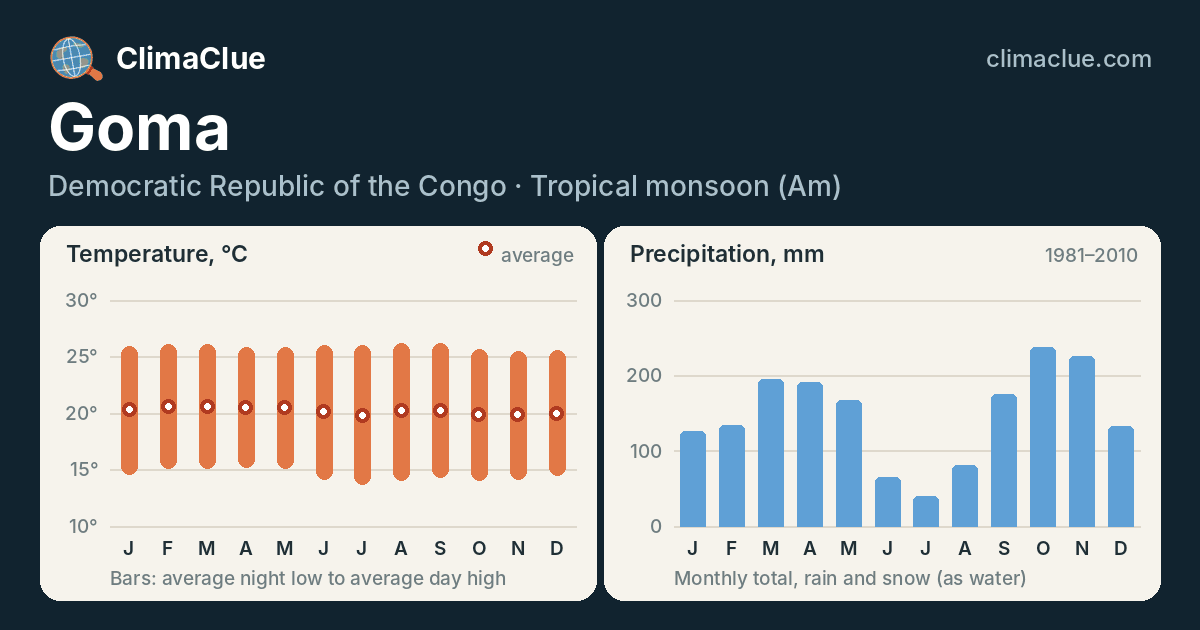 ClimaClue
climaclue.com
Goma
Democratic Republic of the Congo · Tropical monsoon (Am)
Temperature, °C
average
30°
25°
20°
15°
10°
J F M A M J J A S O N D
Bars: average night low to average day high
Precipitation, mm
1981–2010
300
200
100
0
J F M A M J J A S O N D
Monthly total, rain and snow (as water)